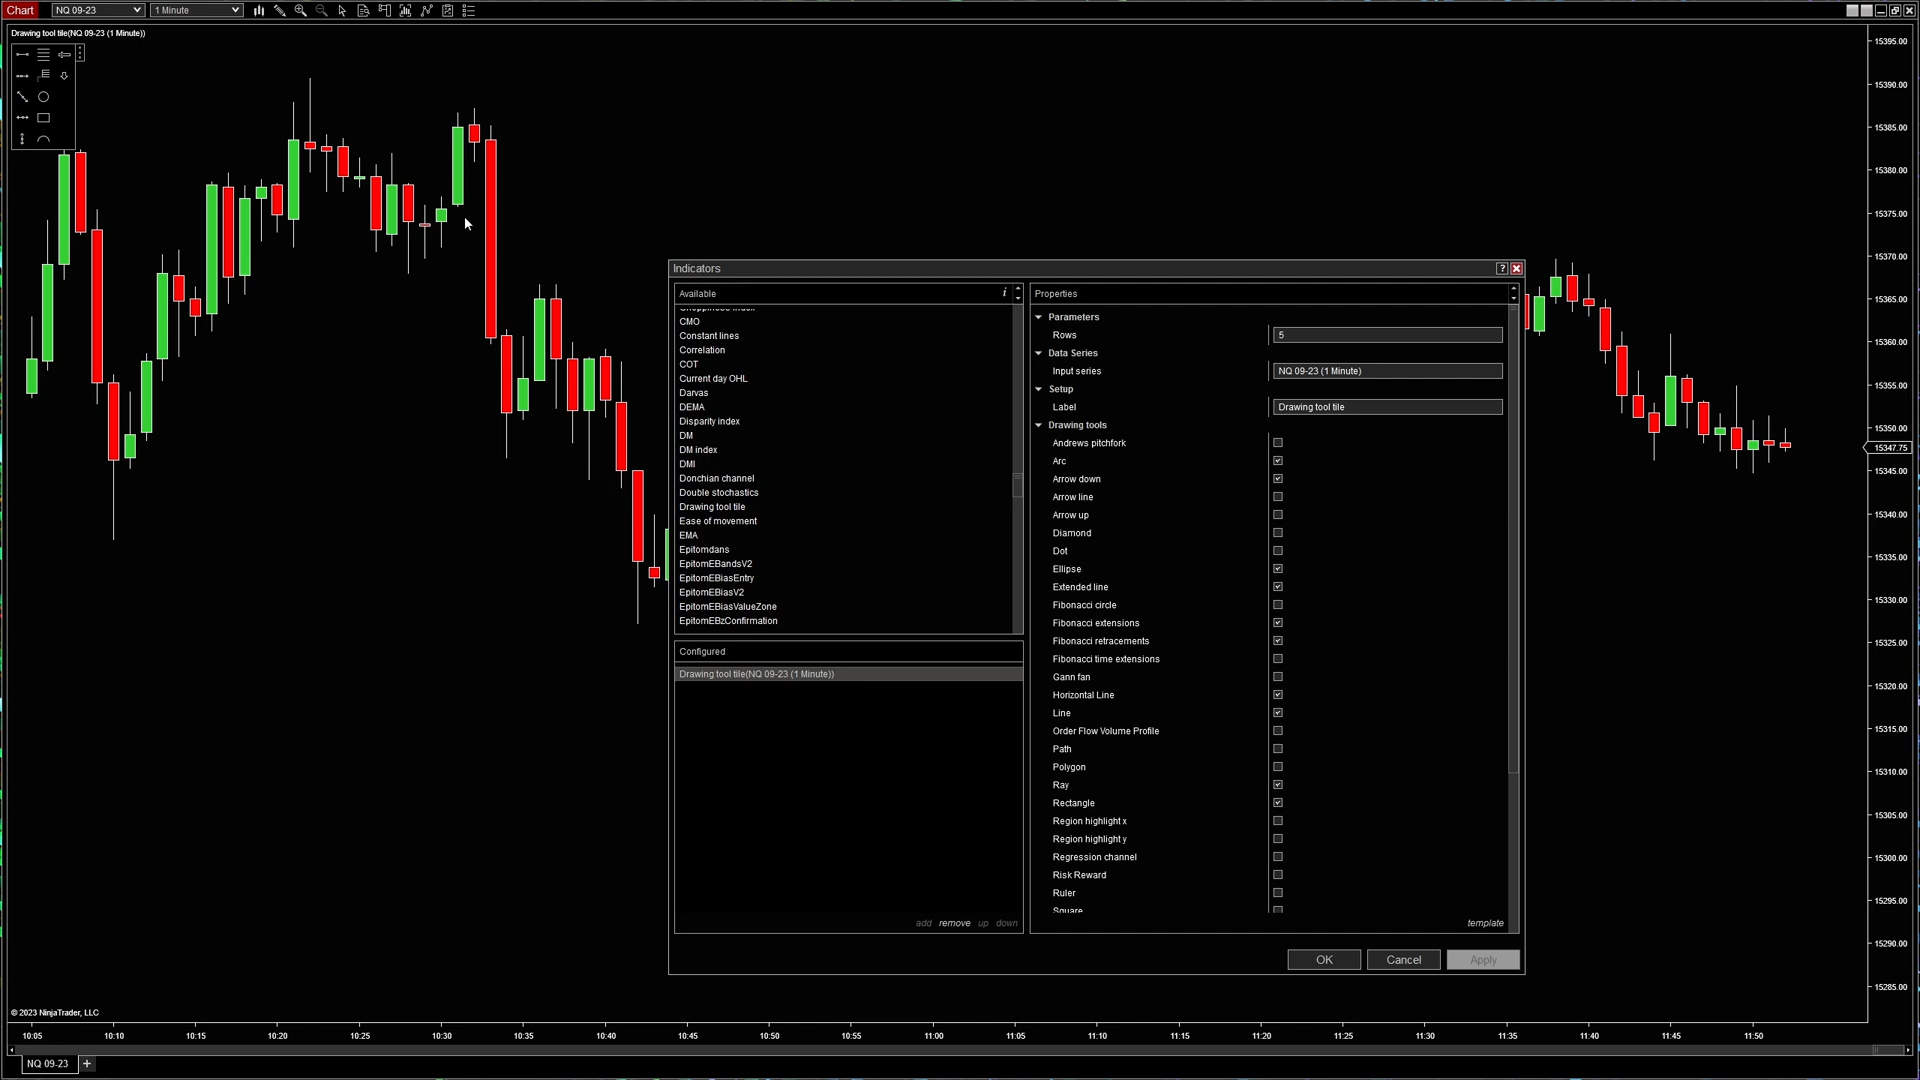 Chart NQ 09-23 1 Minute
Drawing tool tile(NQ 09-23 (1 Minute))
15395.00
15390.00
15385.00
15380.00
15375.00
15370.00
15365.00
15360.00
15355.00
15350.00
15347.75
15345.00
15340.00
15335.00
15330.00
15325.00
15320.00
15315.00
15310.00
15305.00
15300.00
15295.00
15290.00
15285.00
Indicators
?
Available
i
CMO
Constant lines
Correlation
COT
Current day OHL
Darvas
DEMA
Disparity index
DM
DM index
DMI
Donchian channel
Double stochastics
Drawing tool tile
Ease of movement
EMA
Epitomdans
EpitomEBandsV2
EpitomEBiasEntry
EpitomEBiasV2
EpitomEBiasValueZone
EpitomEBzConfirmation
Configured
Drawing tool tile(NQ 09-23 (1 Minute))
add remove up down
Properties
Parameters
Rows 5
Data Series
Input series NQ 09-23 (1 Minute)
Setup
Label Drawing tool tile
Drawing tools
Andrews pitchfork
Arc
Arrow down
Arrow line
Arrow up
Diamond
Dot
Ellipse
Extended line
Fibonacci circle
Fibonacci extensions
Fibonacci retracements
Fibonacci time extensions
Gann fan
Horizontal Line
Line
Order Flow Volume Profile
Path
Polygon
Ray
Rectangle
Region highlight x
Region highlight y
Regression channel
Risk Reward
Ruler
Square
template
OK Cancel Apply
© 2023 NinjaTrader, LLC
10:05 10:10 10:15 10:20 10:25 10:30 10:35 10:40 10:45 10:50 10:55 11:00 11:05 11:10 11:15 11:20 11:25 11:30 11:35 11:40 11:45 11:50
NQ 09-23 +